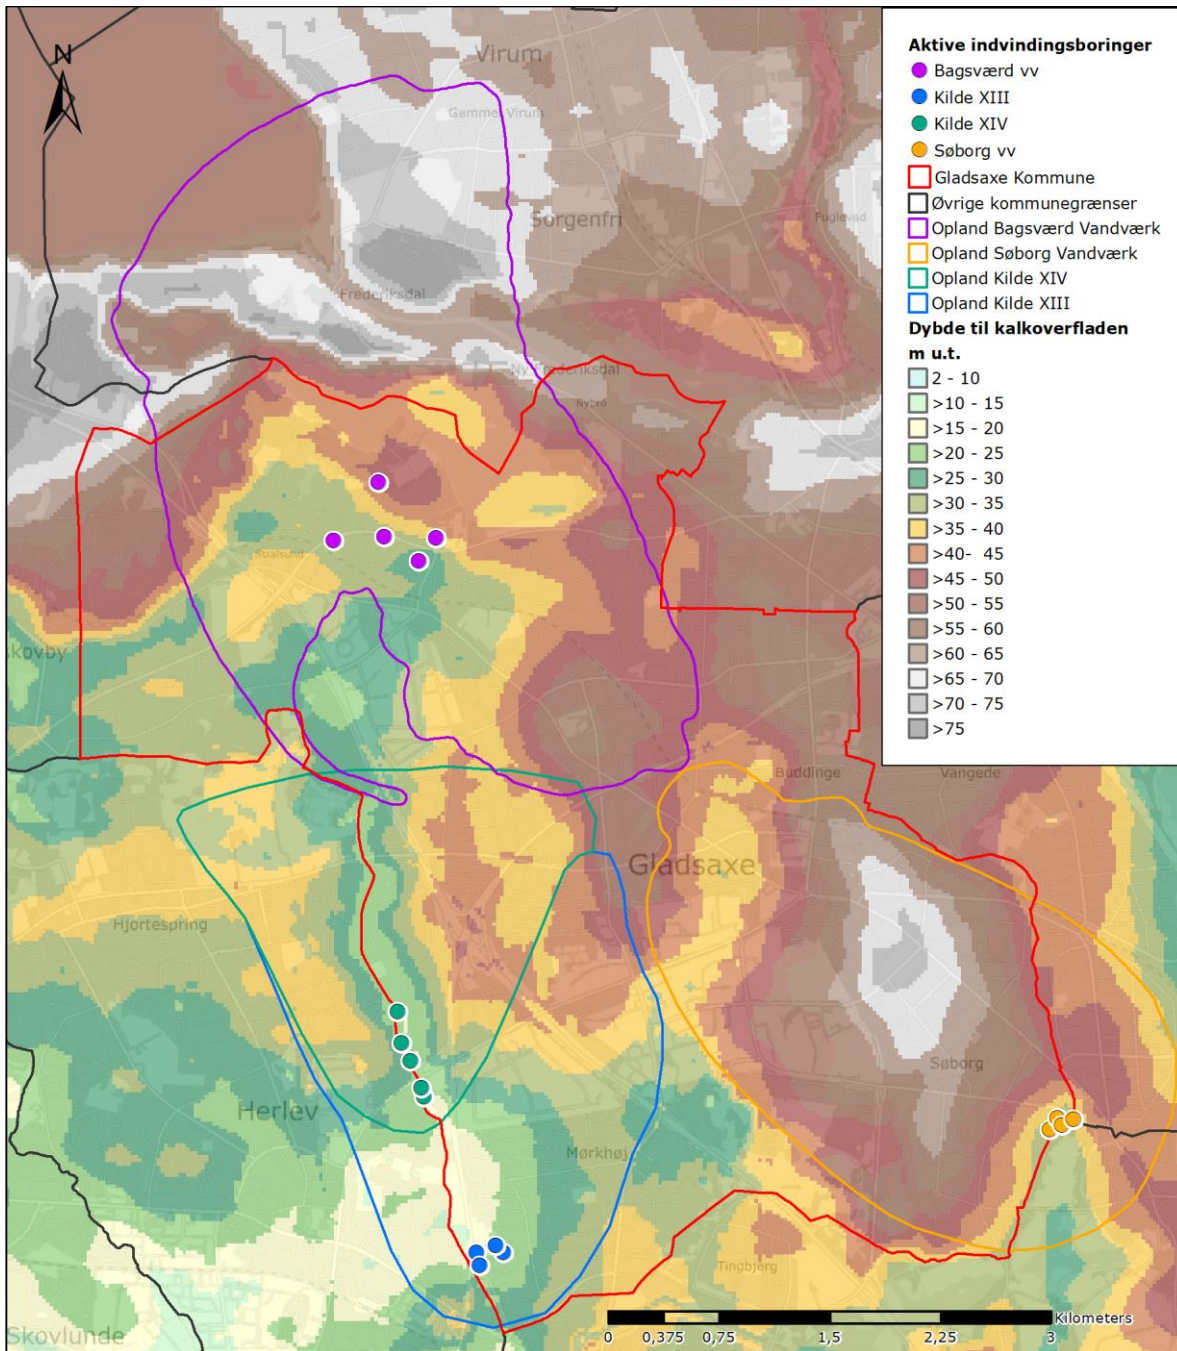 N
Virum
Gammel Virum
Sorgenfri
Fuglevad
Frederiksdal
Ny Frederiksdal
Nybro
skovby
Buddinge
Vangede
Gladsaxe
Hjortespring
Søborg
Herlev
Mørkhøj
Tingbjerg
Skovlunde
Aktive indvindingsboringer
Bagsværd vv
Kilde XIII
Kilde XIV
Søborg vv
Gladsaxe Kommune
Øvrige kommunegrænser
Opland Bagsværd Vandværk
Opland Søborg Vandværk
Opland Kilde XIV
Opland Kilde XIII
Dybde til kalkoverfladen
m u.t.
2 - 10
>10 - 15
>15 - 20
>20 - 25
>25 - 30
>30 - 35
>35 - 40
>40- 45
>45 - 50
>50 - 55
>55 - 60
>60 - 65
>65 - 70
>70 - 75
>75
Kilometers
0 0,375 0,75 1,5 2,25 3